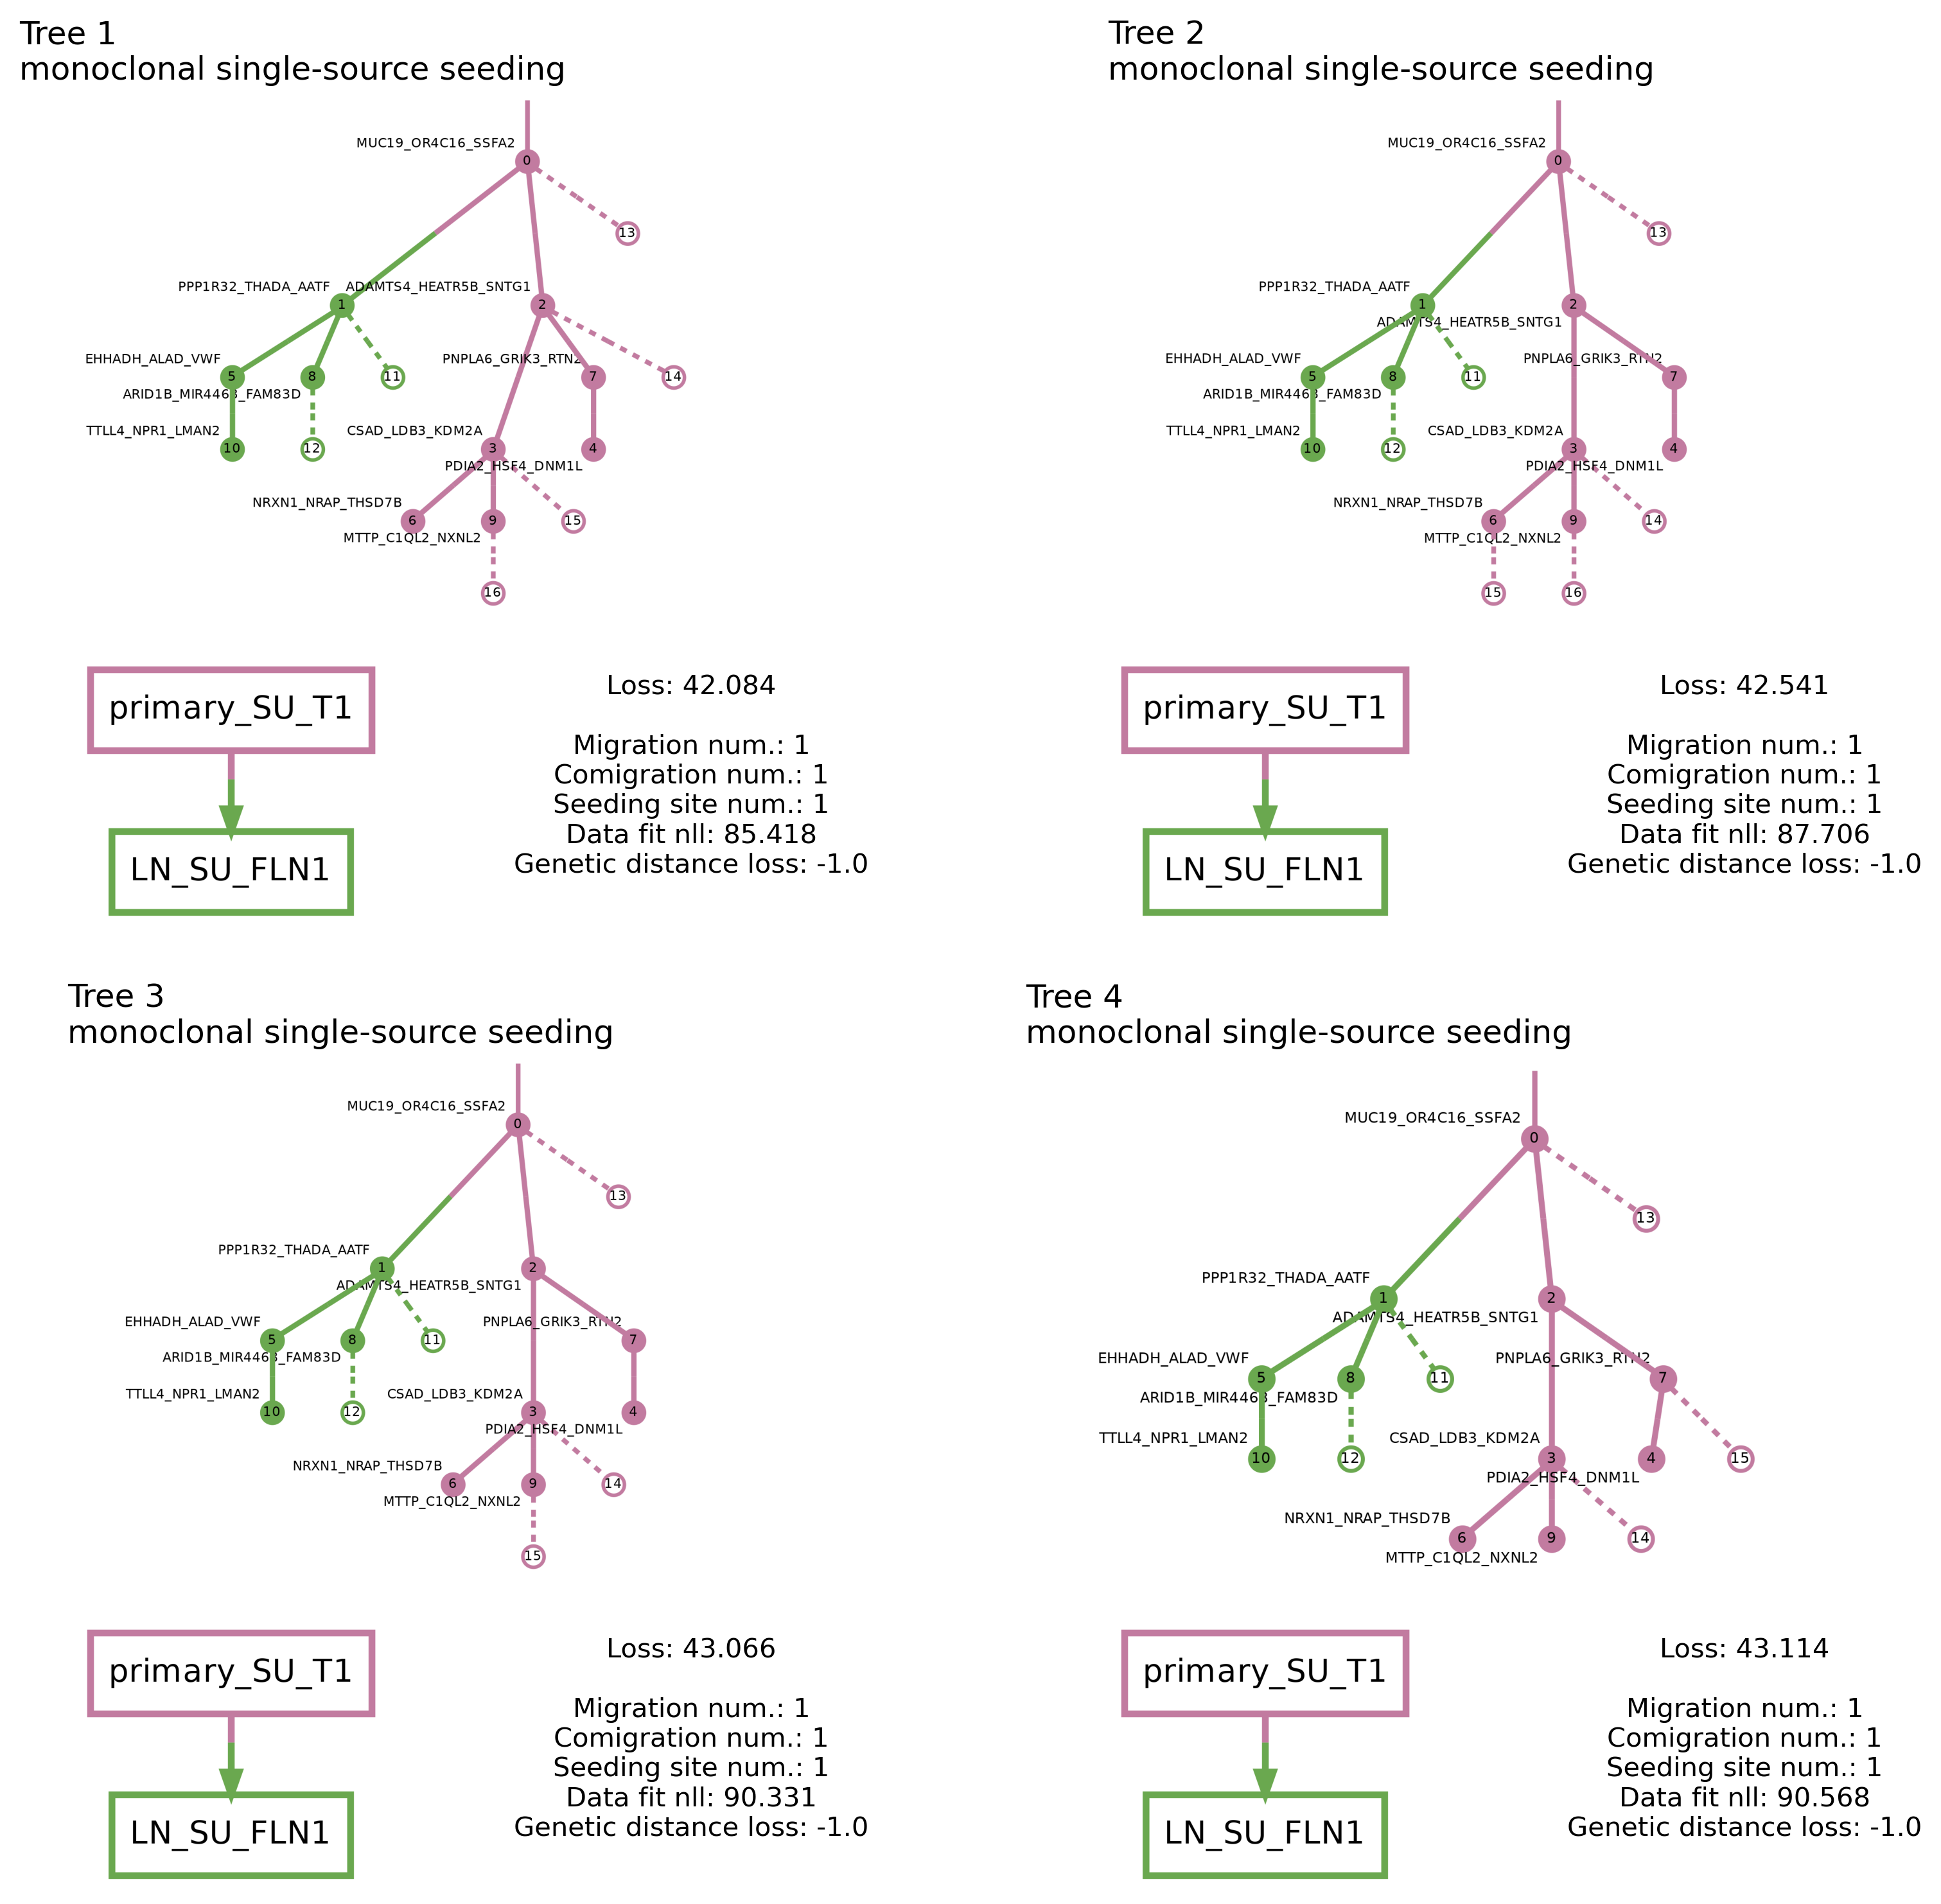 Tree 1
monoclonal single-source seeding
MUC19_OR4C16_SSFA2
0
13
PPP1R32_THADA_AATF
1
ADAMTS4_HEATR5B_SNTG1
2
EHHADH_ALAD_VWF
5
8
11
PNPLA6_GRIK3_RTN2
7
14
ARID1B_MIR4463_FAM83D
TTLL4_NPR1_LMAN2
10
12
CSAD_LDB3_KDM2A
3
4
PDIA2_HSF4_DNM1L
NRXN1_NRAP_THSD7B
6
9
15
MTTP_C1QL2_NXNL2
16
primary_SU_T1
LN_SU_FLN1
Loss: 42.084
Migration num.: 1
Comigration num.: 1
Seeding site num.: 1
Data fit nll: 85.418
Genetic distance loss: -1.0
Tree 2
monoclonal single-source seeding
MUC19_OR4C16_SSFA2
0
13
PPP1R32_THADA_AATF
1
2
ADAMTS4_HEATR5B_SNTG1
EHHADH_ALAD_VWF
5
8
11
PNPLA6_GRIK3_RTN2
7
ARID1B_MIR4463_FAM83D
TTLL4_NPR1_LMAN2
10
12
CSAD_LDB3_KDM2A
3
4
PDIA2_HSF4_DNM1L
NRXN1_NRAP_THSD7B
6
9
14
MTTP_C1QL2_NXNL2
15
16
primary_SU_T1
LN_SU_FLN1
Loss: 42.541
Migration num.: 1
Comigration num.: 1
Seeding site num.: 1
Data fit nll: 87.706
Genetic distance loss: -1.0
Tree 3
monoclonal single-source seeding
MUC19_OR4C16_SSFA2
0
13
PPP1R32_THADA_AATF
1
2
ADAMTS4_HEATR5B_SNTG1
EHHADH_ALAD_VWF
5
8
11
PNPLA6_GRIK3_RTN2
7
ARID1B_MIR4463_FAM83D
TTLL4_NPR1_LMAN2
10
12
CSAD_LDB3_KDM2A
3
4
PDIA2_HSF4_DNM1L
NRXN1_NRAP_THSD7B
6
9
14
MTTP_C1QL2_NXNL2
15
primary_SU_T1
LN_SU_FLN1
Loss: 43.066
Migration num.: 1
Comigration num.: 1
Seeding site num.: 1
Data fit nll: 90.331
Genetic distance loss: -1.0
Tree 4
monoclonal single-source seeding
MUC19_OR4C16_SSFA2
0
13
PPP1R32_THADA_AATF
1
2
ADAMTS4_HEATR5B_SNTG1
EHHADH_ALAD_VWF
5
8
11
PNPLA6_GRIK3_RTN2
7
ARID1B_MIR4463_FAM83D
TTLL4_NPR1_LMAN2
10
12
CSAD_LDB3_KDM2A
3
4
15
PDIA2_HSF4_DNM1L
NRXN1_NRAP_THSD7B
6
9
14
MTTP_C1QL2_NXNL2
primary_SU_T1
LN_SU_FLN1
Loss: 43.114
Migration num.: 1
Comigration num.: 1
Seeding site num.: 1
Data fit nll: 90.568
Genetic distance loss: -1.0